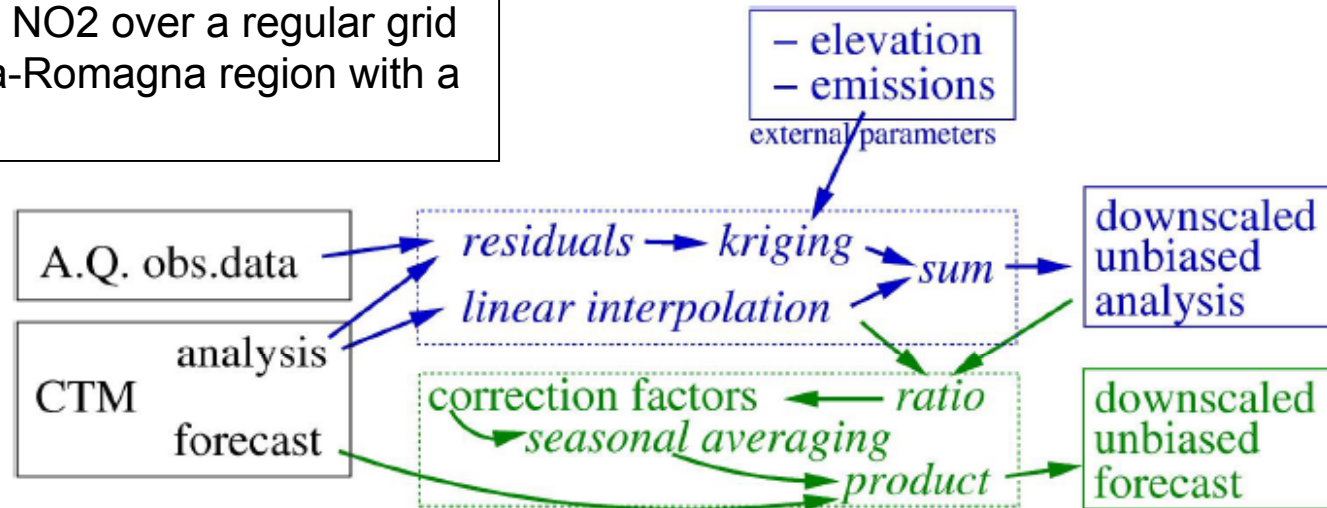 NO2 over a regular grid
a-Romagna region with a
– elevation
– emissions
external parameters
A.Q. obs.data
residuals
kriging
sum
linear interpolation
downscaled
unbiased
analysis
CTM
analysis
forecast
correction factors
ratio
seasonal averaging
product
downscaled
unbiased
forecast